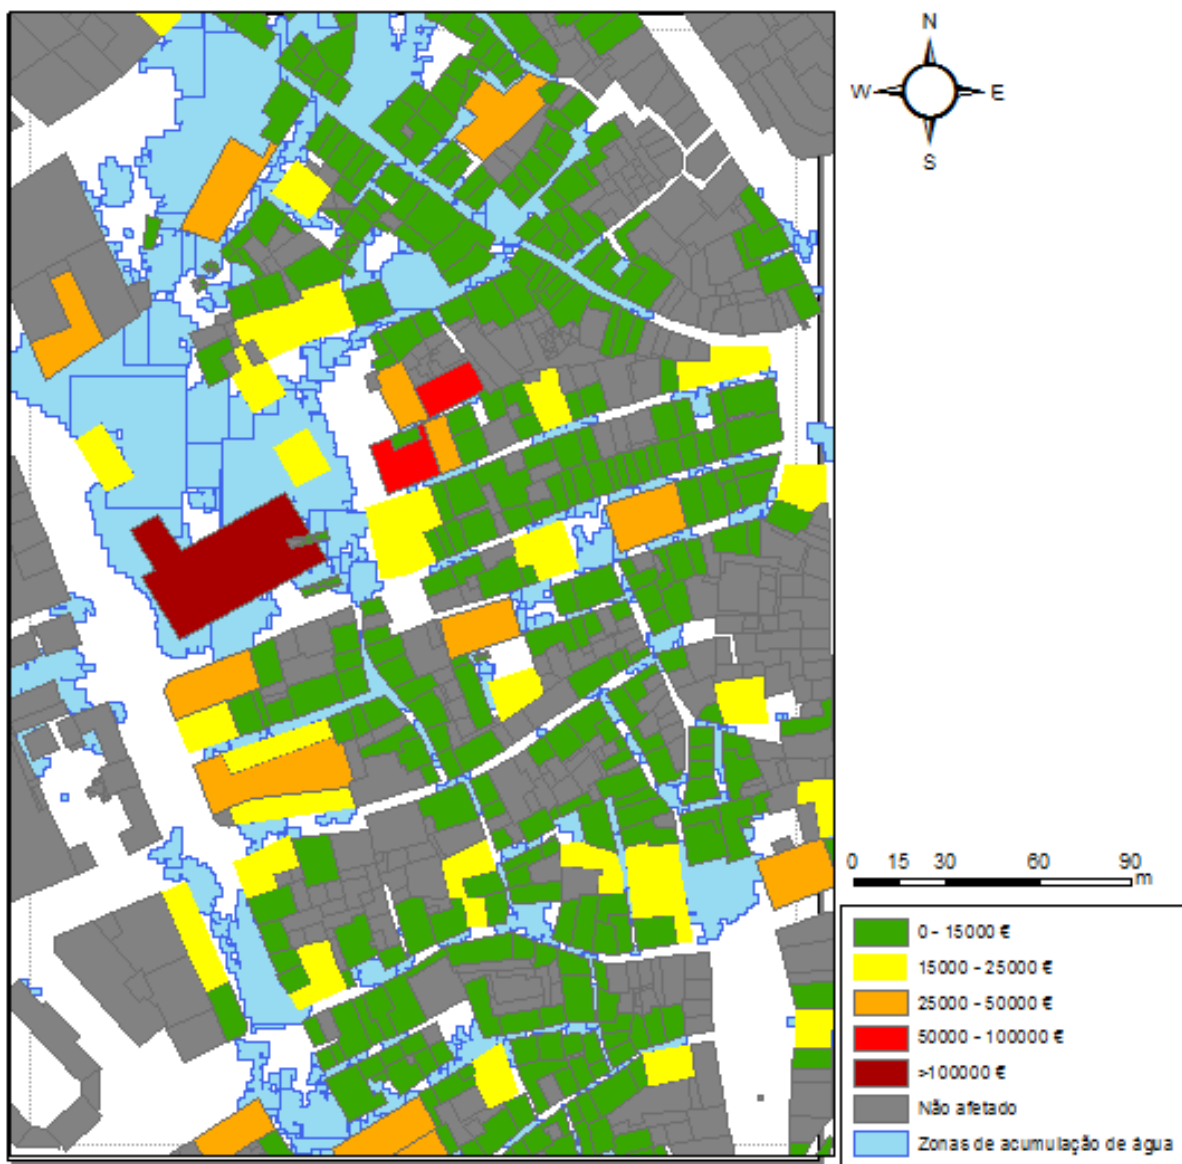 N
W E
S
0 15 30 60 90
m
0 - 15000 €
15000 - 25000 €
25000 - 50000 €
50000 - 100000 €
>100000 €
Não afetado
Zonas de acumulação de água